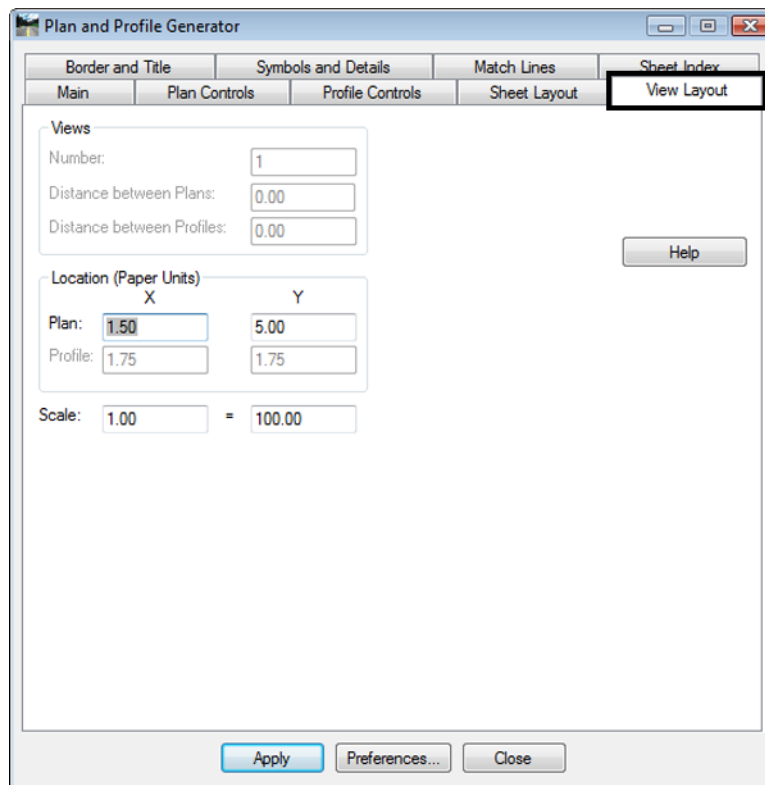 Plan and Profile Generator
Border and Title Symbols and Details Match Lines Sheet Index
Main Plan Controls Profile Controls Sheet Layout View Layout
Views
Number: 1
Distance between Plans: 0.00
Distance between Profiles: 0.00
Help
Location (Paper Units)
X Y
Plan: 1.50 5.00
Profile: 1.75 1.75
Scale: 1.00 = 100.00
Apply Preferences... Close